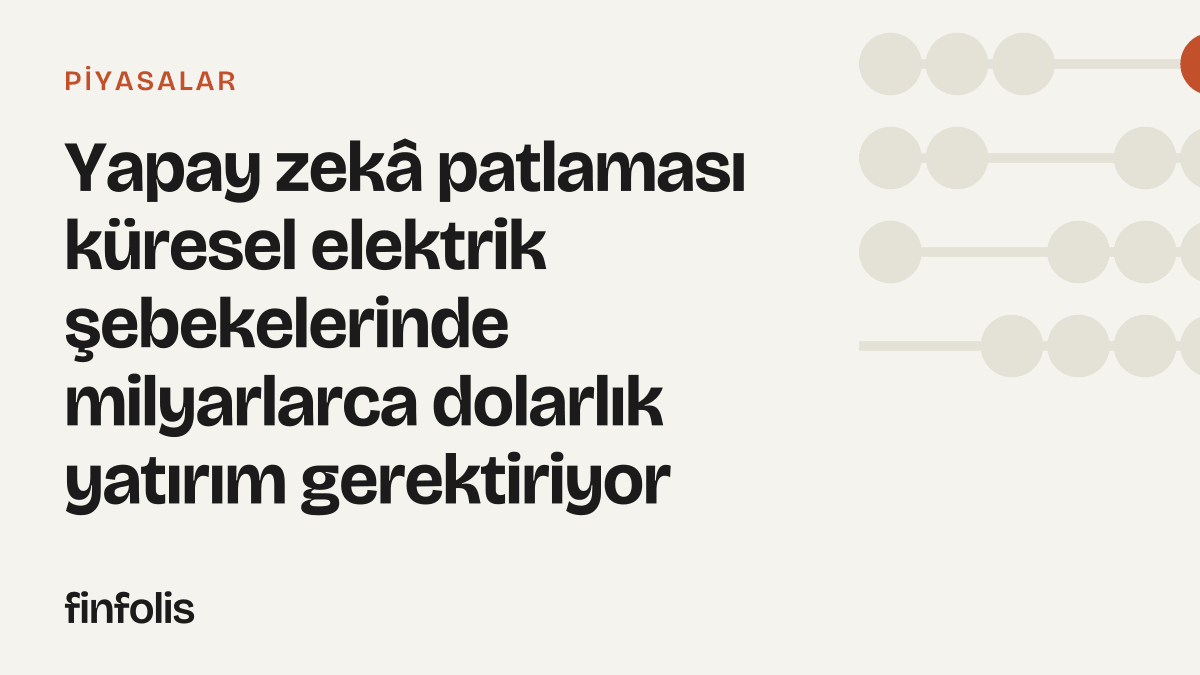 PİYASALAR
Yapay zekâ patlaması
küresel elektrik
şebekelerinde
milyarlarca dolarlık
yatırım gerektiriyor
finfolis